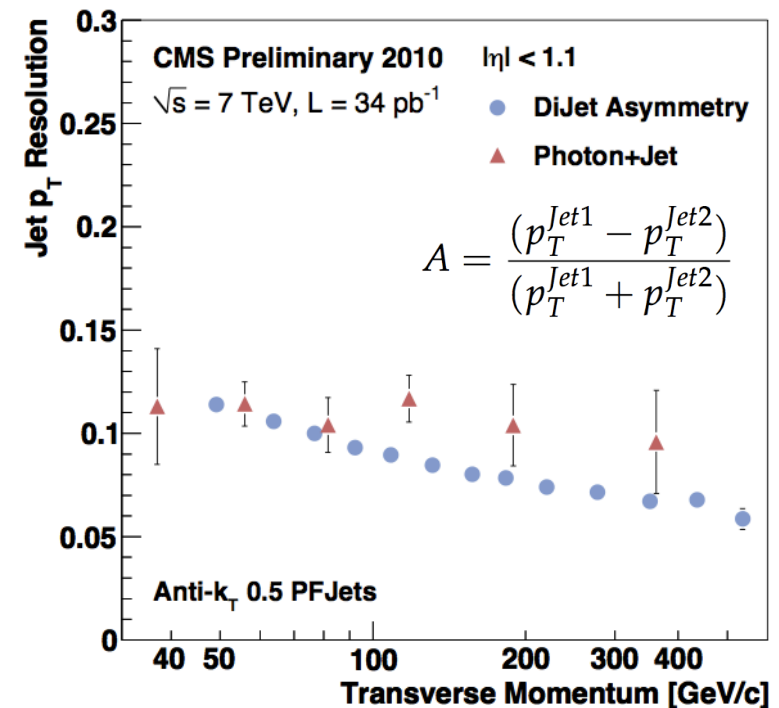 CMS Preliminary 2010 |η| < 1.1
√s = 7 TeV, L = 34 pb⁻¹
DiJet Asymmetry
Photon+Jet
A = (p_T^{Jet1} − p_T^{Jet2}) / (p_T^{Jet1} + p_T^{Jet2})
Anti-k_T 0.5 PFJets
Jet p_T Resolution
0.3
0.25
0.2
0.15
0.1
0.05
0
40 50 100 200 300 400
Transverse Momentum [GeV/c]